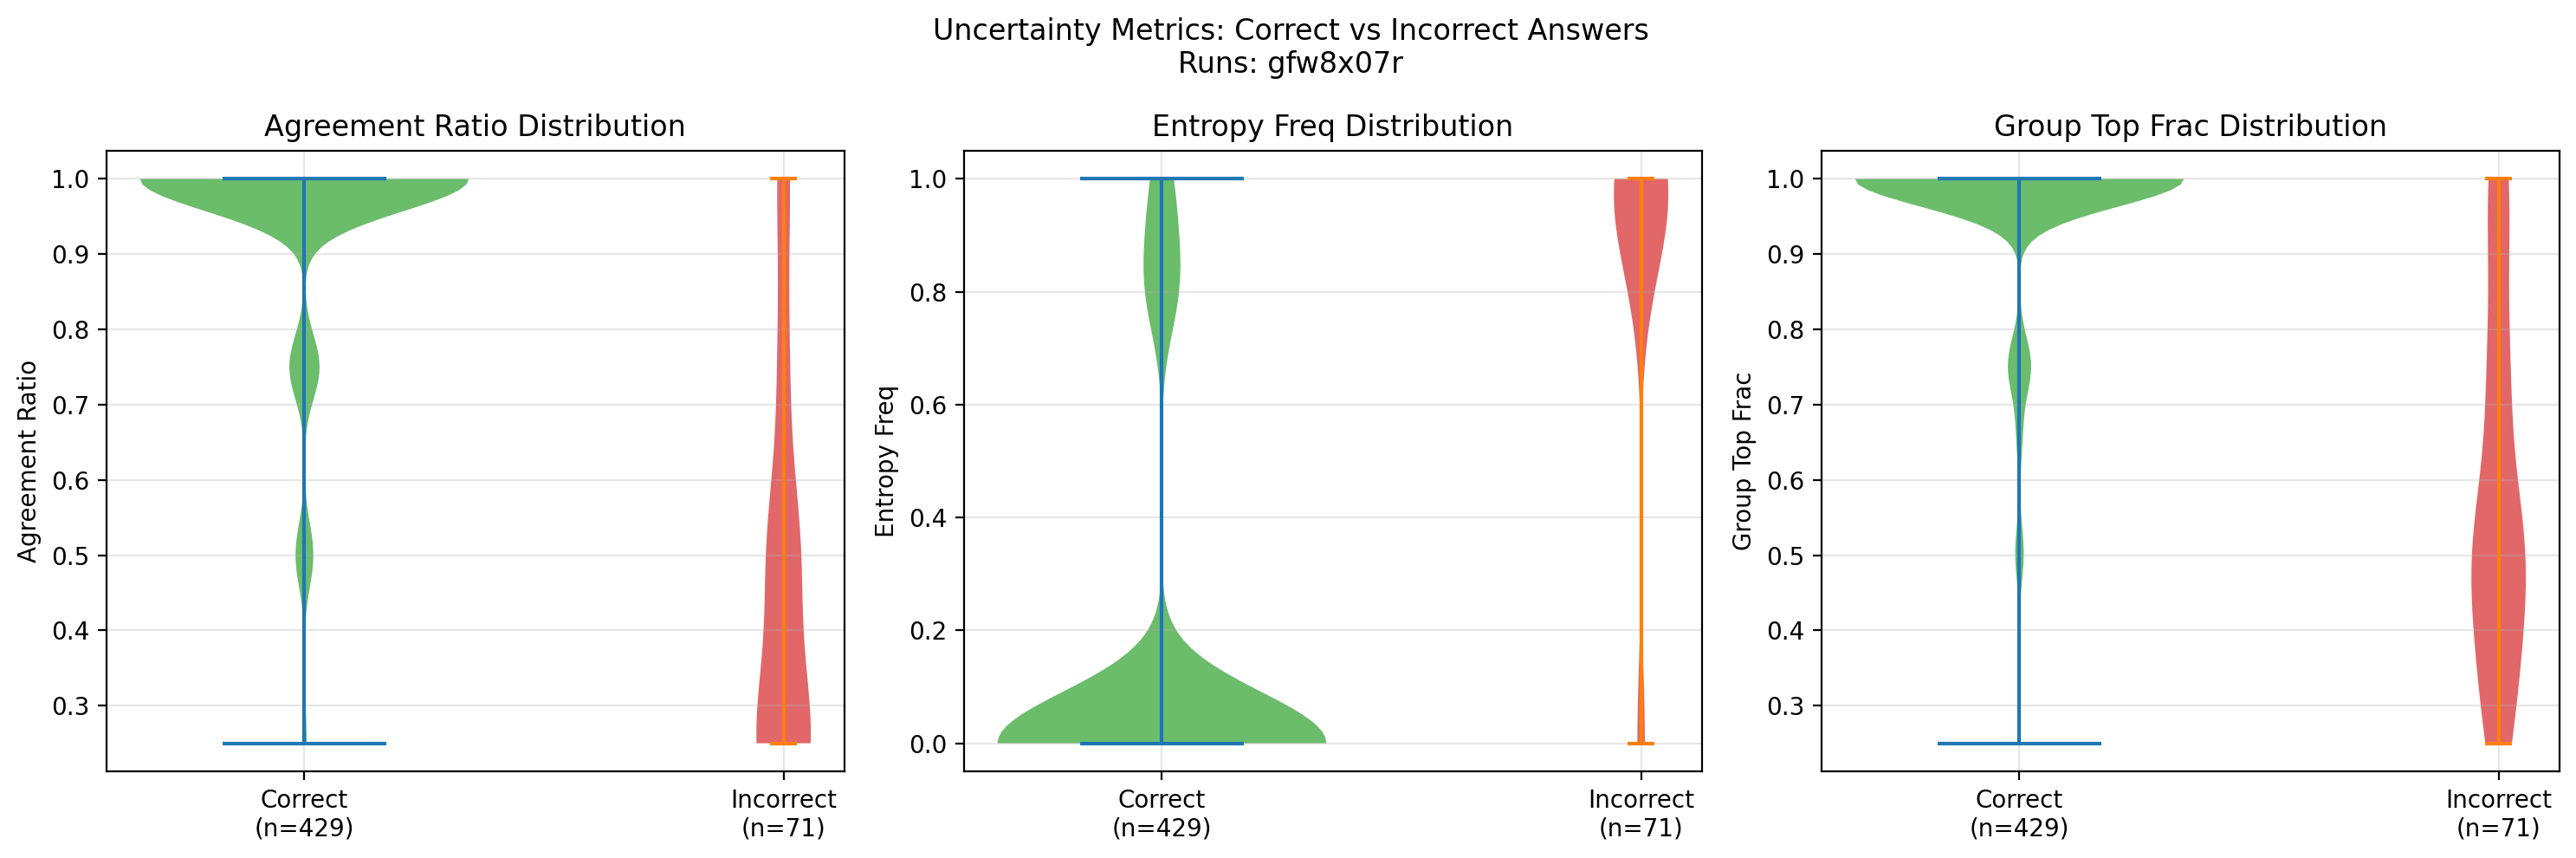 Uncertainty Metrics: Correct vs Incorrect Answers
Runs: gfw8x07r
Agreement Ratio Distribution
Agreement Ratio
1.0
0.9
0.8
0.7
0.6
0.5
0.4
0.3
Correct
(n=429)
Incorrect
(n=71)
Entropy Freq Distribution
Entropy Freq
1.0
0.8
0.6
0.4
0.2
0.0
Correct
(n=429)
Incorrect
(n=71)
Group Top Frac Distribution
Group Top Frac
1.0
0.9
0.8
0.7
0.6
0.5
0.4
0.3
Correct
(n=429)
Incorrect
(n=71)